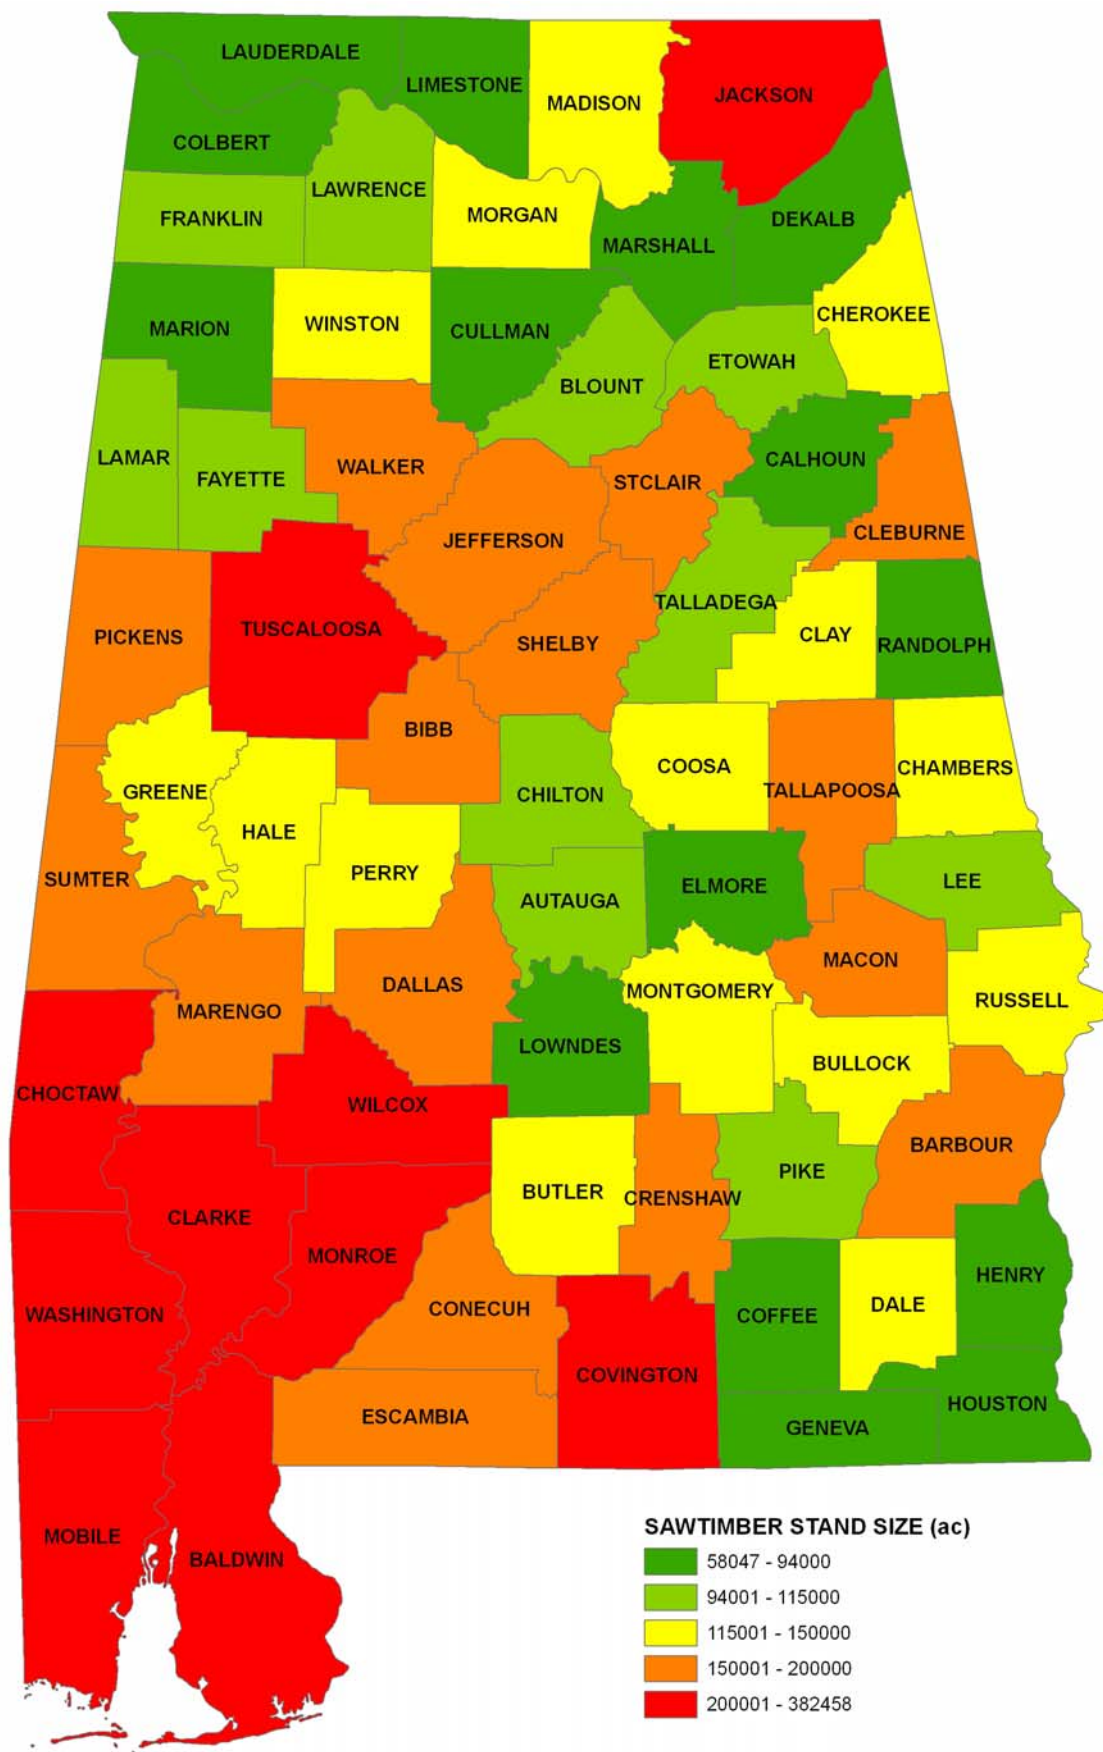 LAUDERDALE
LIMESTONE
MADISON
JACKSON
COLBERT
LAWRENCE
FRANKLIN
MORGAN
DEKALB
MARSHALL
CHEROKEE
MARION
WINSTON
CULLMAN
ETOWAH
BLOUNT
LAMAR
FAYETTE
WALKER
STCLAIR
CALHOUN
JEFFERSON
CLEBURNE
TALLADEGA
PICKENS
TUSCALOOSA
SHELBY
CLAY
RANDOLPH
BIBB
GREENE
HALE
CHILTON
COOSA
TALLAPOOSA
CHAMBERS
SUMTER
PERRY
AUTAUGA
ELMORE
LEE
MACON
MARENGO
DALLAS
MONTGOMERY
RUSSELL
LOWNDES
BULLOCK
CHOCTAW
WILCOX
BARBOUR
CLARKE
BUTLER
CRENSHAW
PIKE
MONROE
HENRY
WASHINGTON
CONECUH
COFFEE
DALE
COVINGTON
HOUSTON
ESCAMBIA
GENEVA
MOBILE
BALDWIN
SAWTIMBER STAND SIZE (ac)
58047 - 94000
94001 - 115000
115001 - 150000
150001 - 200000
200001 - 382458